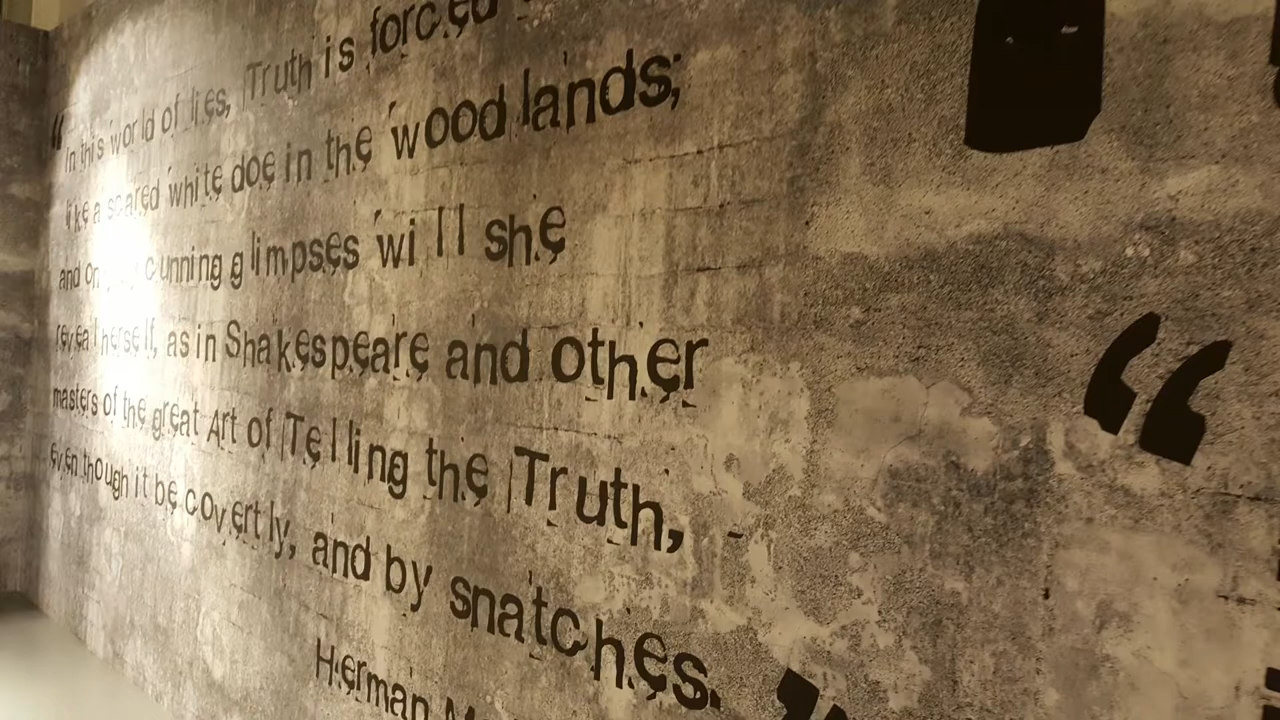 “In this world of lies, Truth is forced
like a scared white doe in the wood lands;
and only cunning glimpses will she
reveal herself, as in Shakespeare and other
masters of the great Art of Telling the Truth, -
even though it be covertly, and by snatches.
Herman
“